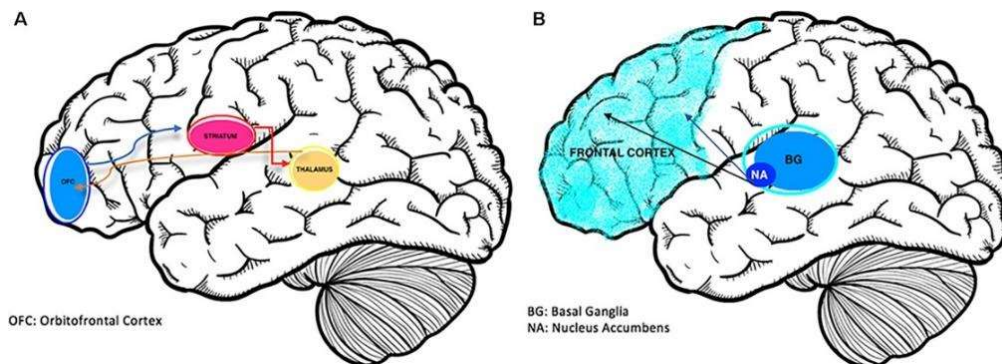 A
OFC
STRIATUM
THALAMUS
OFC: Orbitofrontal Cortex
B
FRONTAL CORTEX
BG
NA
BG: Basal Ganglia
NA: Nucleus Accumbens